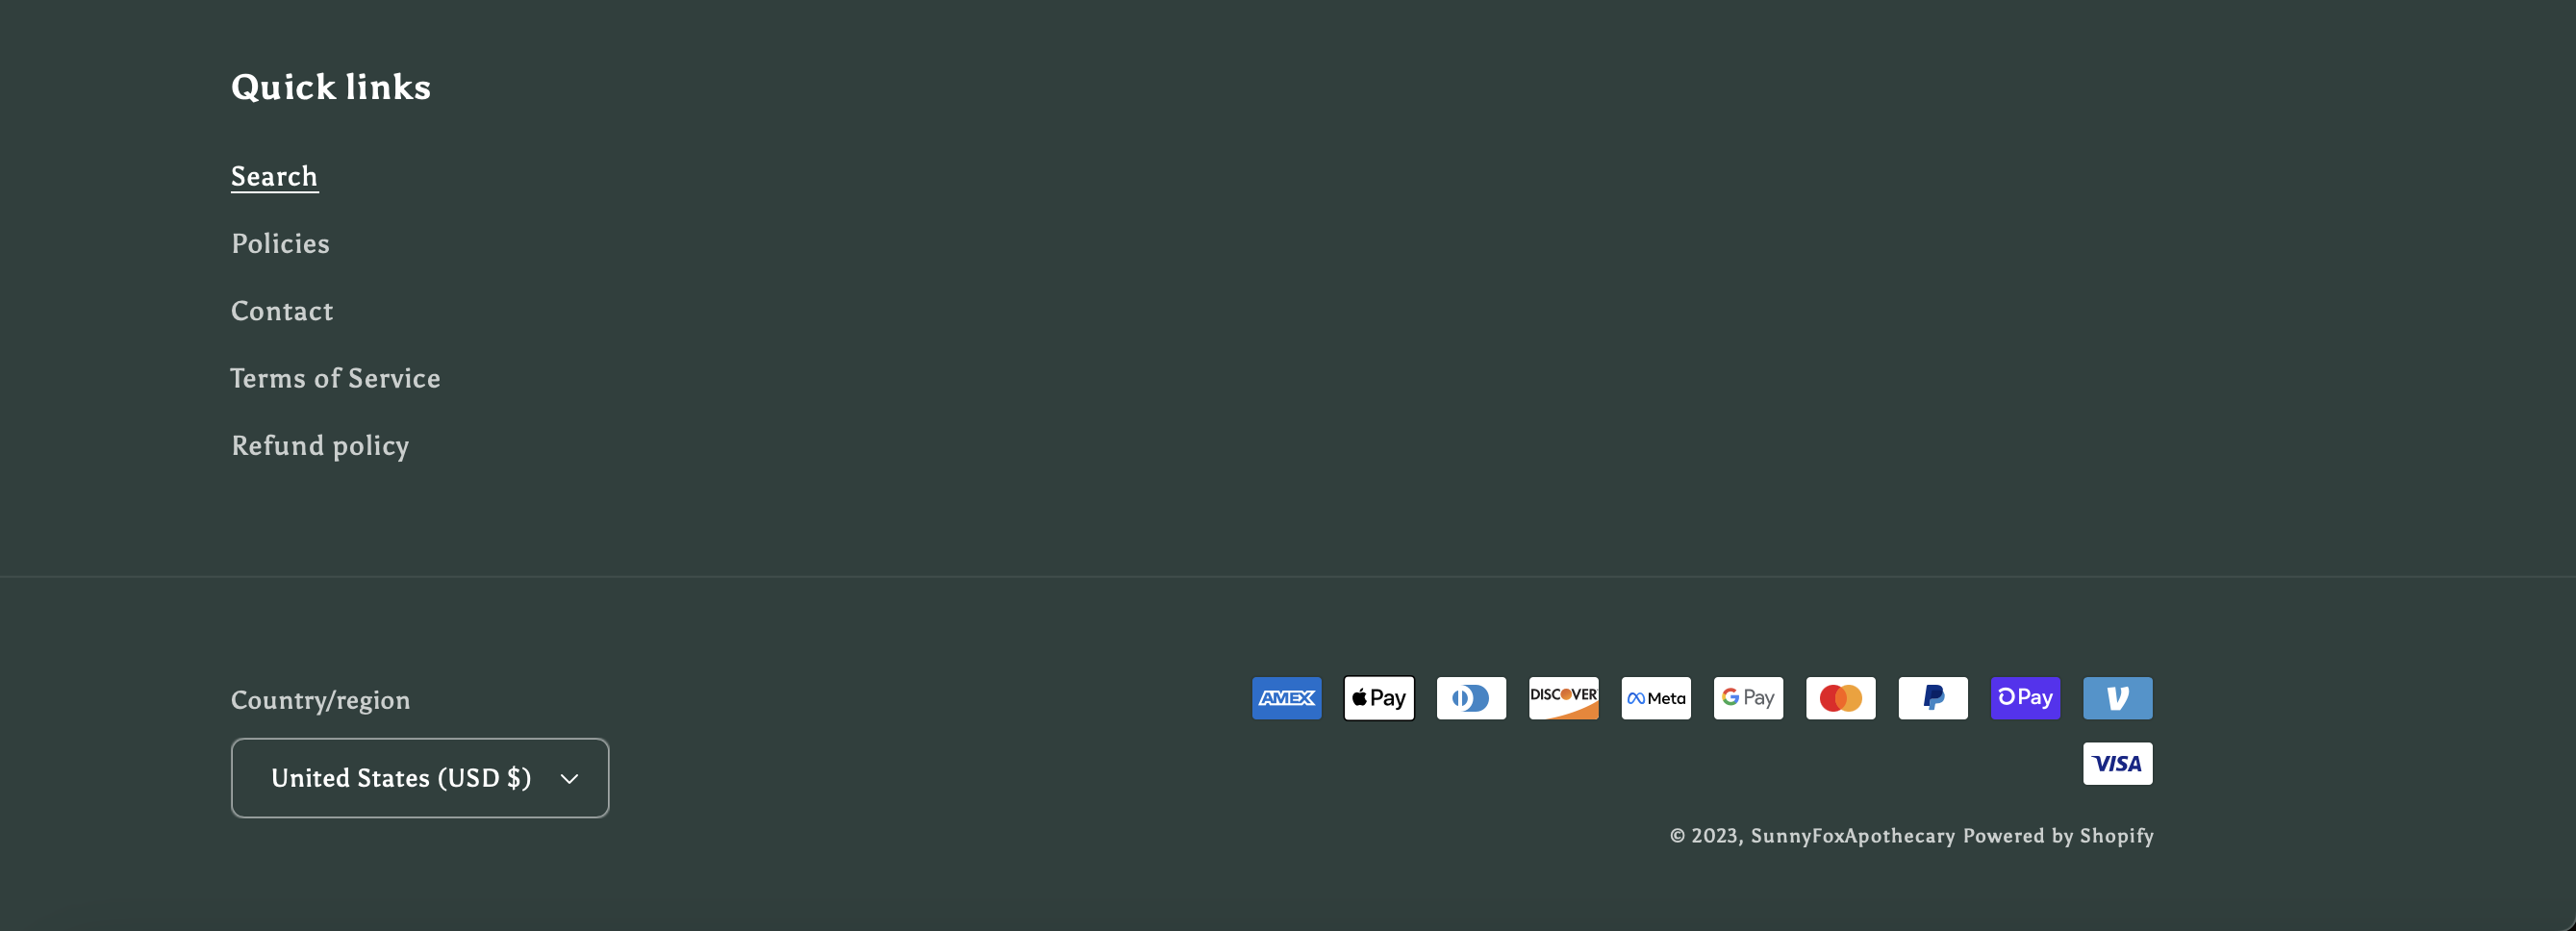 Quick links
Search
Policies
Contact
Terms of Service
Refund policy
Country/region
United States (USD $)
AMEX Pay DISCOVER Meta G Pay Pay V
VISA
© 2023, SunnyFoxApothecary Powered by Shopify